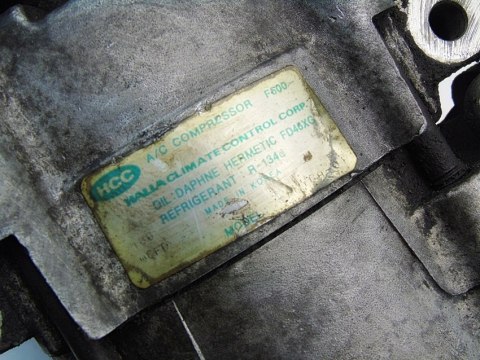 A/C COMPRESSOR F600
HCC HALLA CLIMATE CONTROL CORP.
OIL: DAPHNE HERMETIC FD46XG
REFRIGERANT R-134a
MADE IN KOREA
MODEL